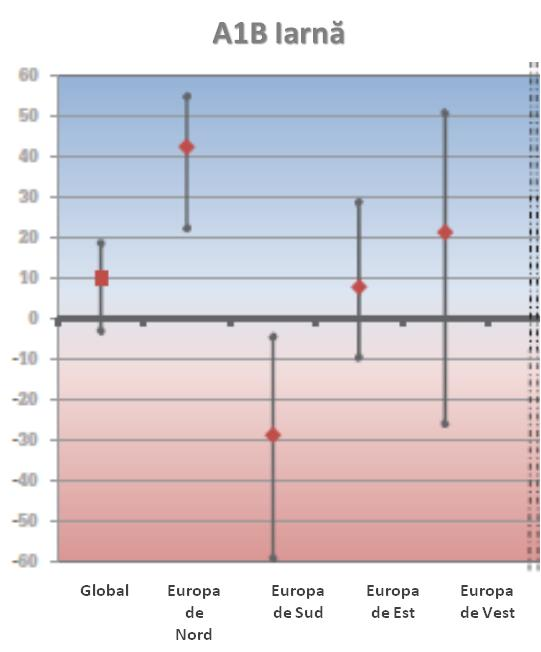 A1B Iarnă
60
50
40
30
20
10
0
-10
-20
-30
-40
-50
-60
Global
Europa
de
Nord
Europa
de Sud
Europa
de Est
Europa
de Vest